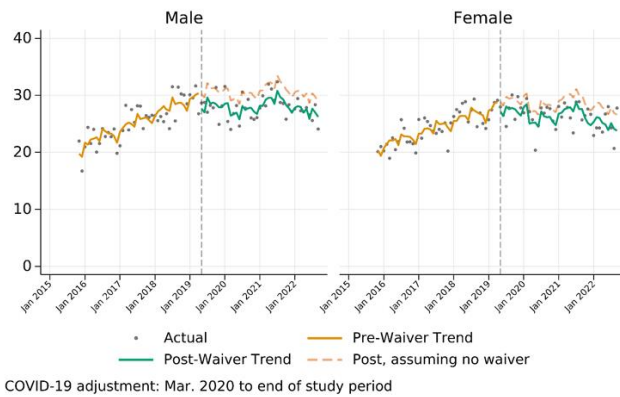 Male
Female
40
30
20
10
0
Jan 2015
Jan 2016
Jan 2017
Jan 2018
Jan 2019
Jan 2020
Jan 2021
Jan 2022
Jan 2015
Jan 2016
Jan 2017
Jan 2018
Jan 2019
Jan 2020
Jan 2021
Jan 2022
Actual
Pre-Waiver Trend
Post-Waiver Trend
Post, assuming no waiver
COVID-19 adjustment: Mar. 2020 to end of study period